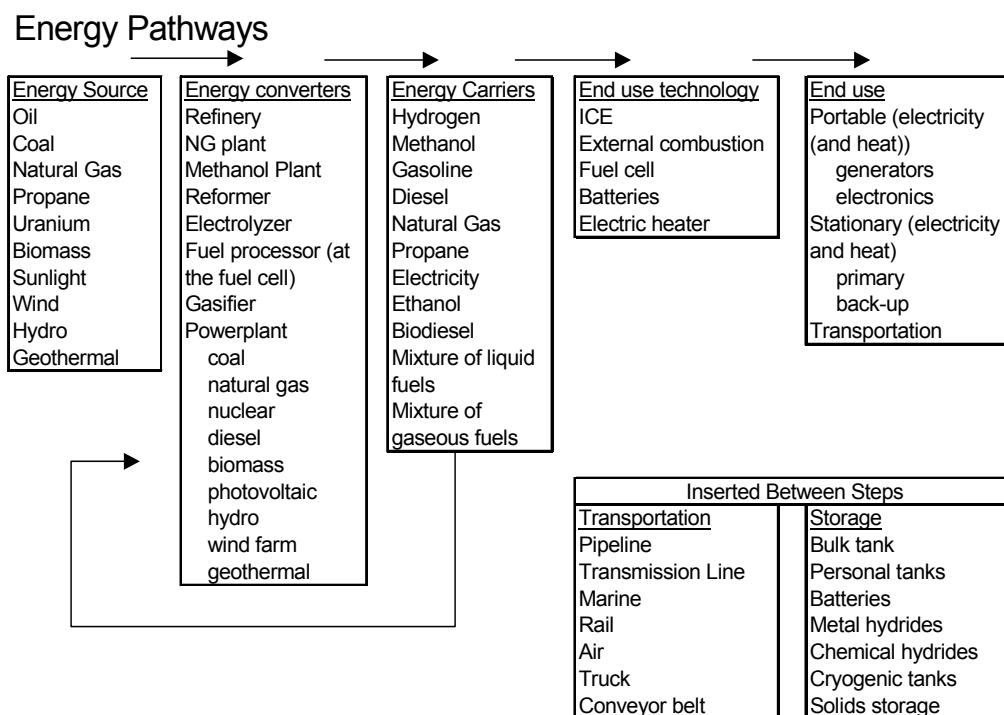 Energy Pathways
Energy Source
Oil
Coal
Natural Gas
Propane
Uranium
Biomass
Sunlight
Wind
Hydro
Geothermal
Energy converters
Refinery
NG plant
Methanol Plant
Reformer
Electrolyzer
Fuel processor (at
the fuel cell)
Gasifier
Powerplant
coal
natural gas
nuclear
diesel
biomass
photovoltaic
hydro
wind farm
geothermal
Energy Carriers
Hydrogen
Methanol
Gasoline
Diesel
Natural Gas
Propane
Electricity
Ethanol
Biodiesel
Mixture of liquid
fuels
Mixture of
gaseous fuels
End use technology
ICE
External combustion
Fuel cell
Batteries
Electric heater
End use
Portable (electricity
(and heat))
generators
electronics
Stationary (electricity
and heat)
primary
back-up
Transportation
Inserted Between Steps
Transportation
Pipeline
Transmission Line
Marine
Rail
Air
Truck
Conveyor belt
Storage
Bulk tank
Personal tanks
Batteries
Metal hydrides
Chemical hydrides
Cryogenic tanks
Solids storage